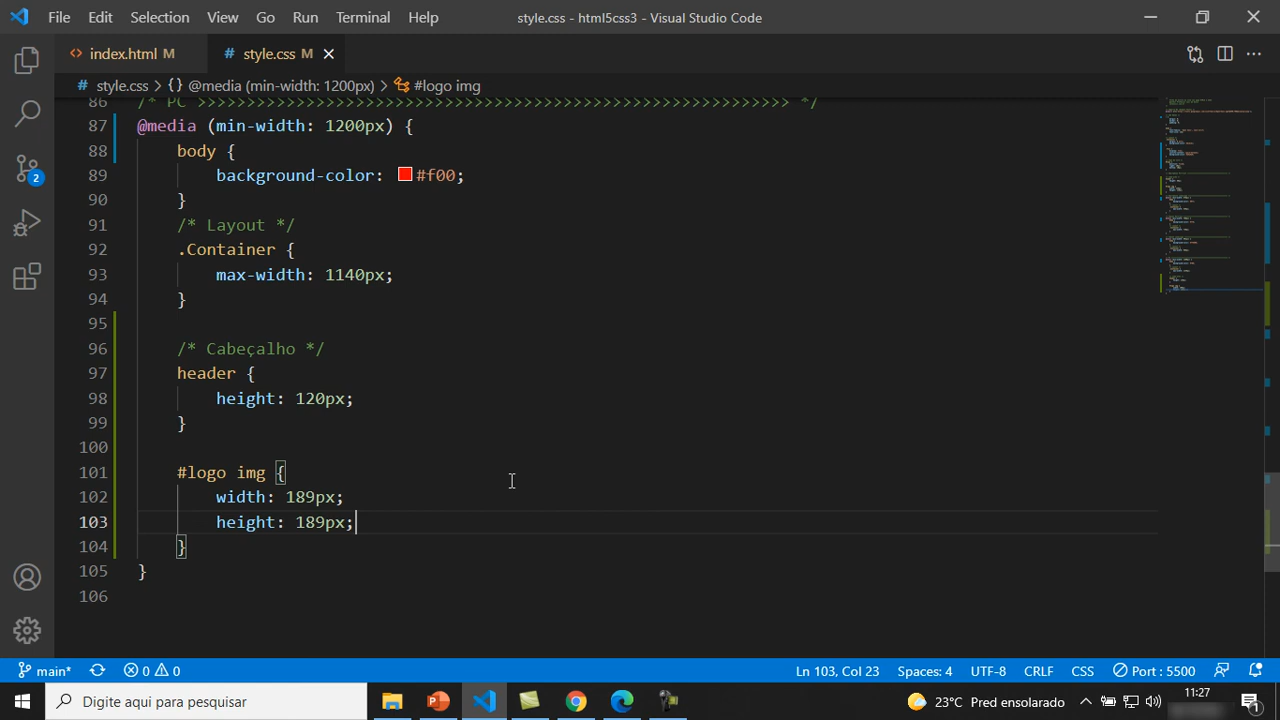 File Edit Selection View Go Run Terminal Help style.css - html5css3 - Visual Studio Code
index.html M style.css M
style.css @media (min-width: 1200px) #logo img
86 /* PC >>>>>>>>>>>>>>>>>>>>>>>>>>>>>>>>>>>>>>>>>>>>>>>>>>>>>>>>>>>> */
87 @media (min-width: 1200px) {
88 body {
89 background-color: #f00;
90 }
91 /* Layout */
92 .Container {
93 max-width: 1140px;
94 }
95
96 /* Cabeçalho */
97 header {
98 height: 120px;
99 }
100
101 #logo img {
102 width: 189px;
103 height: 189px;
104 }
105 }
106
2
main* 0 0 Ln 103, Col 23 Spaces: 4 UTF-8 CRLF CSS Port : 5500
Digite aqui para pesquisar 23°C Pred ensolarado 11:27
1